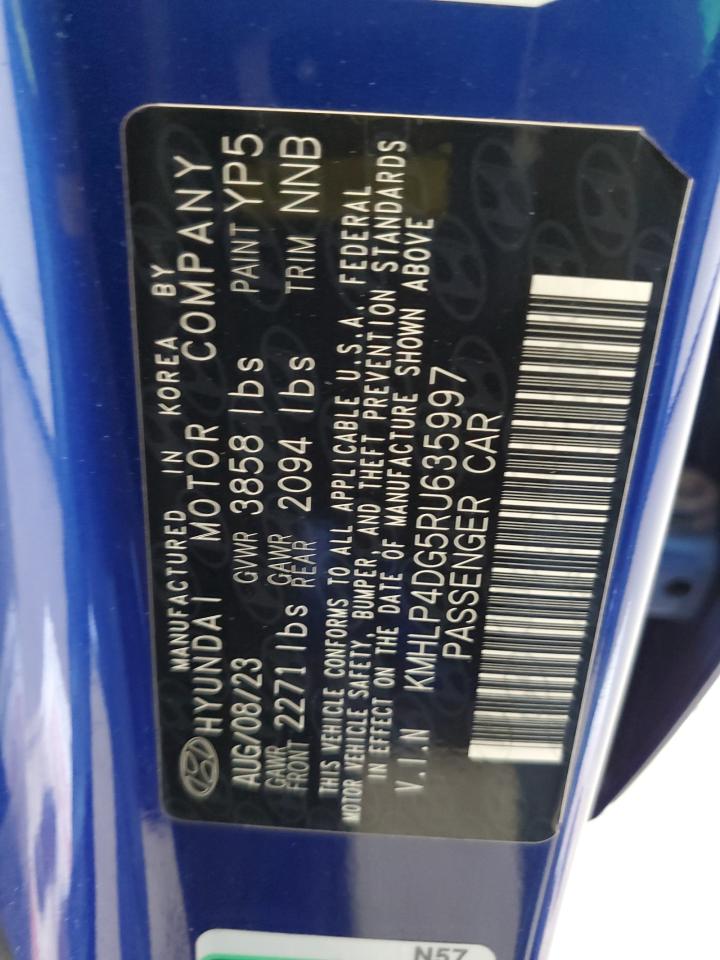 MANUFACTURED IN KOREA BY
HYUNDAI MOTOR COMPANY
AUG/08/23 GVWR 3858 lbs PAINT YP5
GAWR FRONT 2271 lbs GAWR REAR 2094 lbs TRIM NNB
THIS VEHICLE CONFORMS TO ALL APPLICABLE U.S.A. FEDERAL
MOTOR VEHICLE SAFETY, BUMPER, AND THEFT PREVENTION STANDARDS
IN EFFECT ON THE DATE OF MANUFACTURE SHOWN ABOVE
V.I.N KMHLP4DG5RU635997
PASSENGER CAR
N57